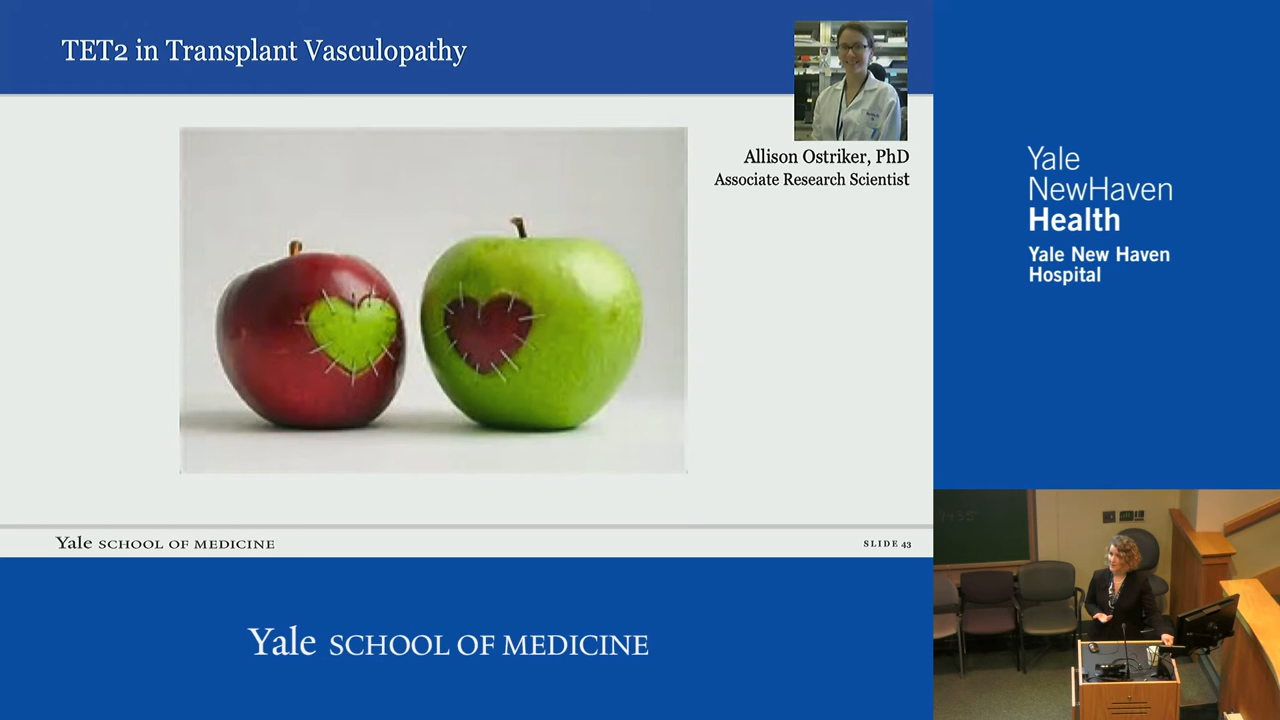 TET2 in Transplant Vasculopathy
Allison Ostriker, PhD
Associate Research Scientist
Yale SCHOOL OF MEDICINE
SLIDE 43
Yale
NewHaven
Health
Yale New Haven
Hospital
Yale SCHOOL OF MEDICINE